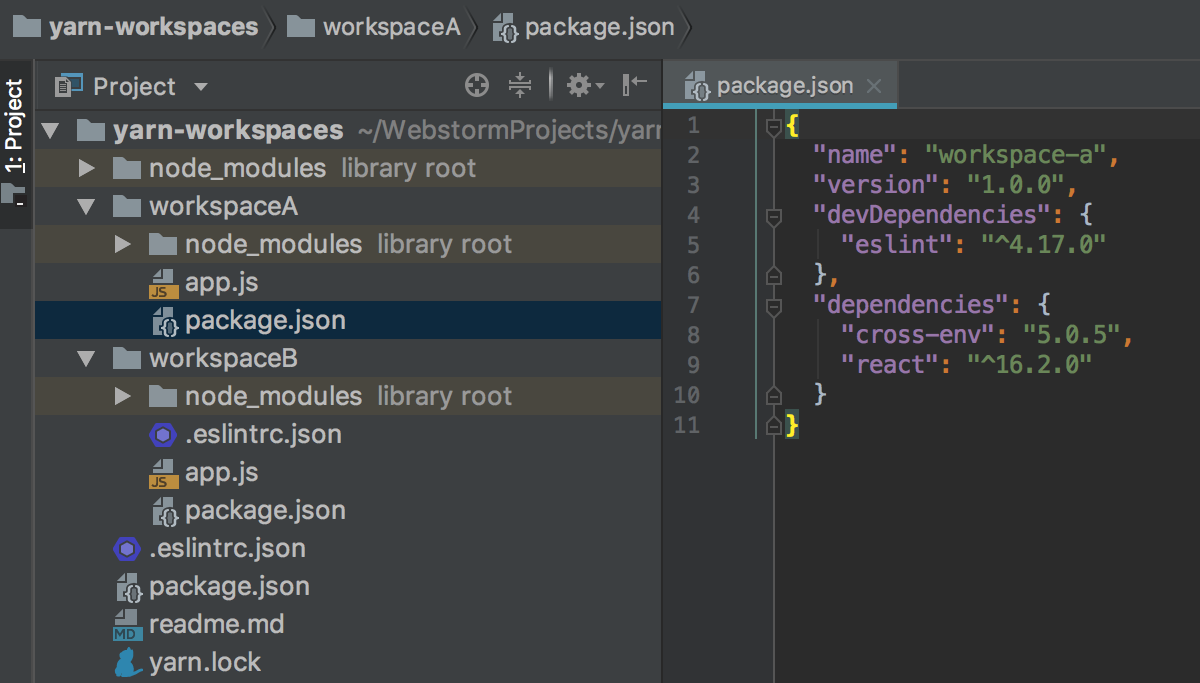 yarn-workspaces workspaceA package.json
1: Project
Project
yarn-workspaces ~/WebstormProjects/yarn
node_modules library root
workspaceA
node_modules library root
app.js
package.json
workspaceB
node_modules library root
.eslintrc.json
app.js
package.json
.eslintrc.json
package.json
readme.md
yarn.lock
package.json
1 {
2 "name": "workspace-a",
3 "version": "1.0.0",
4 "devDependencies": {
5 "eslint": "^4.17.0"
6 },
7 "dependencies": {
8 "cross-env": "5.0.5",
9 "react": "^16.2.0"
10 }
11 }